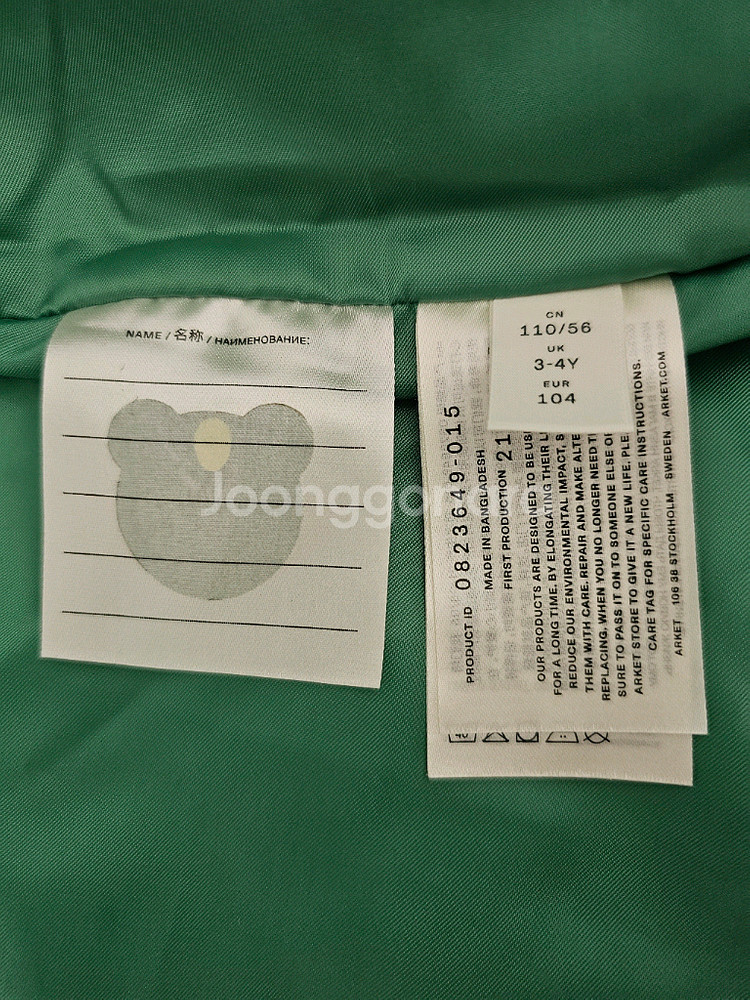 NAME / 名称 / НАИМЕНОВАНИЕ:
CN
110/56
UK
3-4Y
EUR
104
PRODUCT ID 0823649-015
MADE IN BANGLADESH
FIRST PRODUCTION 21
OUR PRODUCTS ARE DESIGNED TO BE US
FOR A LONG TIME. BY ELONGATING THEIR L
REDUCE OUR ENVIRONMENTAL IMPACT, S
THEM WITH CARE. REPAIR AND MAKE ALTE
REPLACING. WHEN YOU NO LONGER NEED T
SURE TO PASS IT ON TO SOMEONE ELSE O
ARKET STORE TO GIVE IT A NEW LIFE. PLE
CARE TAG FOR SPECIFIC CARE INSTRUCTIONS.
ARKET 106 38 STOCKHOLM SWEDEN ARKET.COM